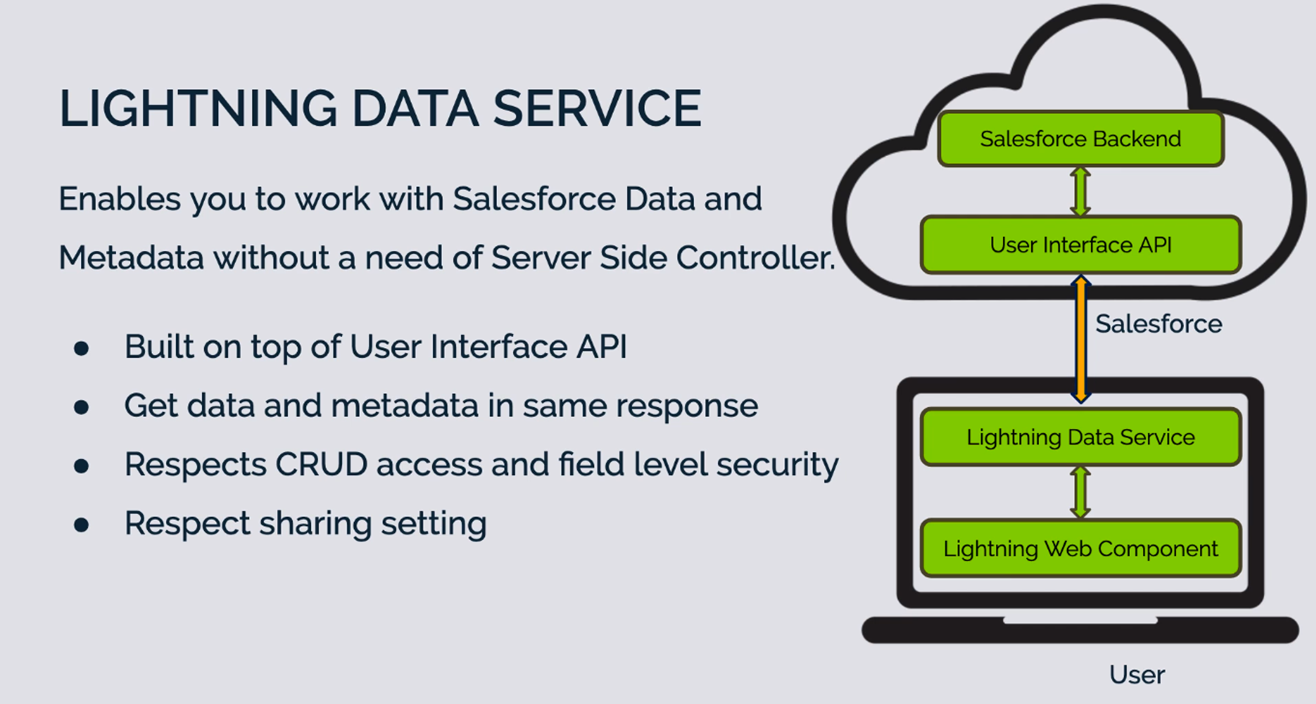 LIGHTNING DATA SERVICE
Enables you to work with Salesforce Data and
Metadata without a need of Server Side Controller.
● Built on top of User Interface API
● Get data and metadata in same response
● Respects CRUD access and field level security
● Respect sharing setting
Salesforce Backend
User Interface API
Salesforce
Lightning Data Service
Lightning Web Component
User